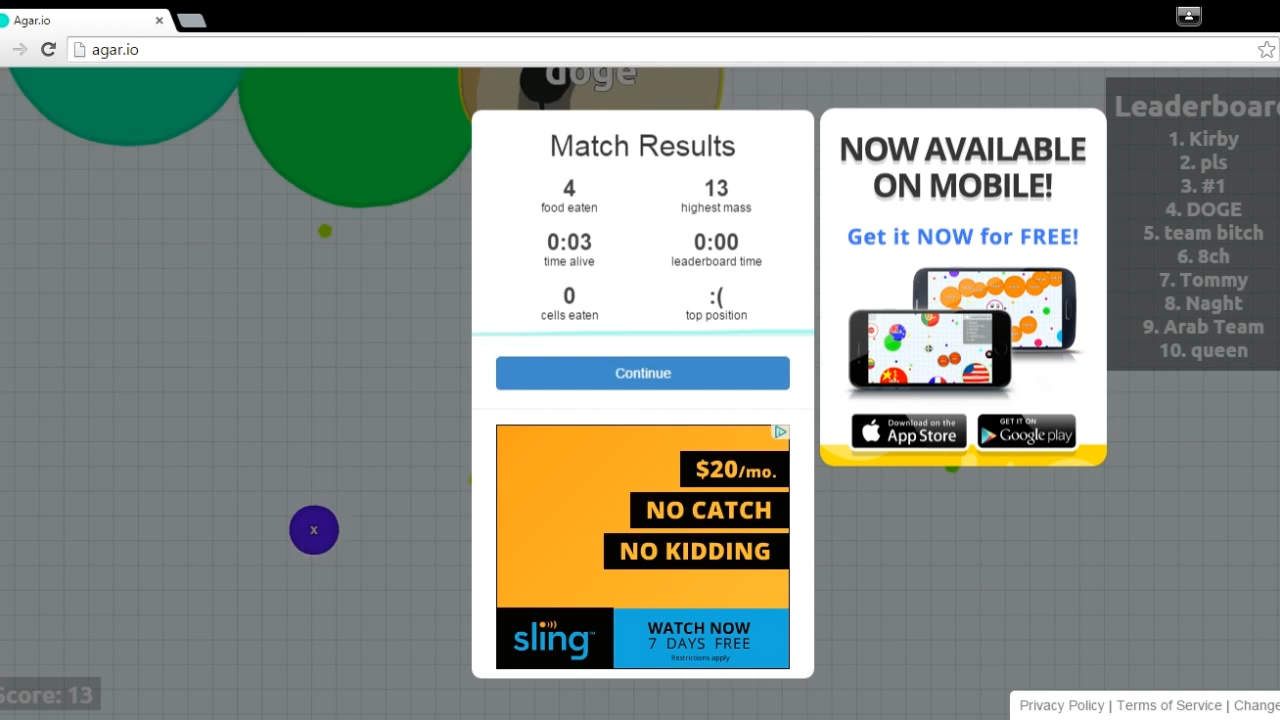 Agar.io
agar.io
doge
Match Results
4
food eaten
13
highest mass
0:03
time alive
0:00
leaderboard time
0
cells eaten
:(
top position
Continue
$20/mo.
NO CATCH
NO KIDDING
sling
WATCH NOW
7 DAYS FREE
Restrictions apply
NOW AVAILABLE
ON MOBILE!
Get it NOW for FREE!
Download on the
App Store
GET IT ON
Google play
Leaderboar
1. Kirby
2. pls
3. #1
4. DOGE
5. team bitch
6. 8ch
7. Tommy
8. Naght
9. Arab Team
10. queen
x
Score: 13
Privacy Policy | Terms of Service | Change